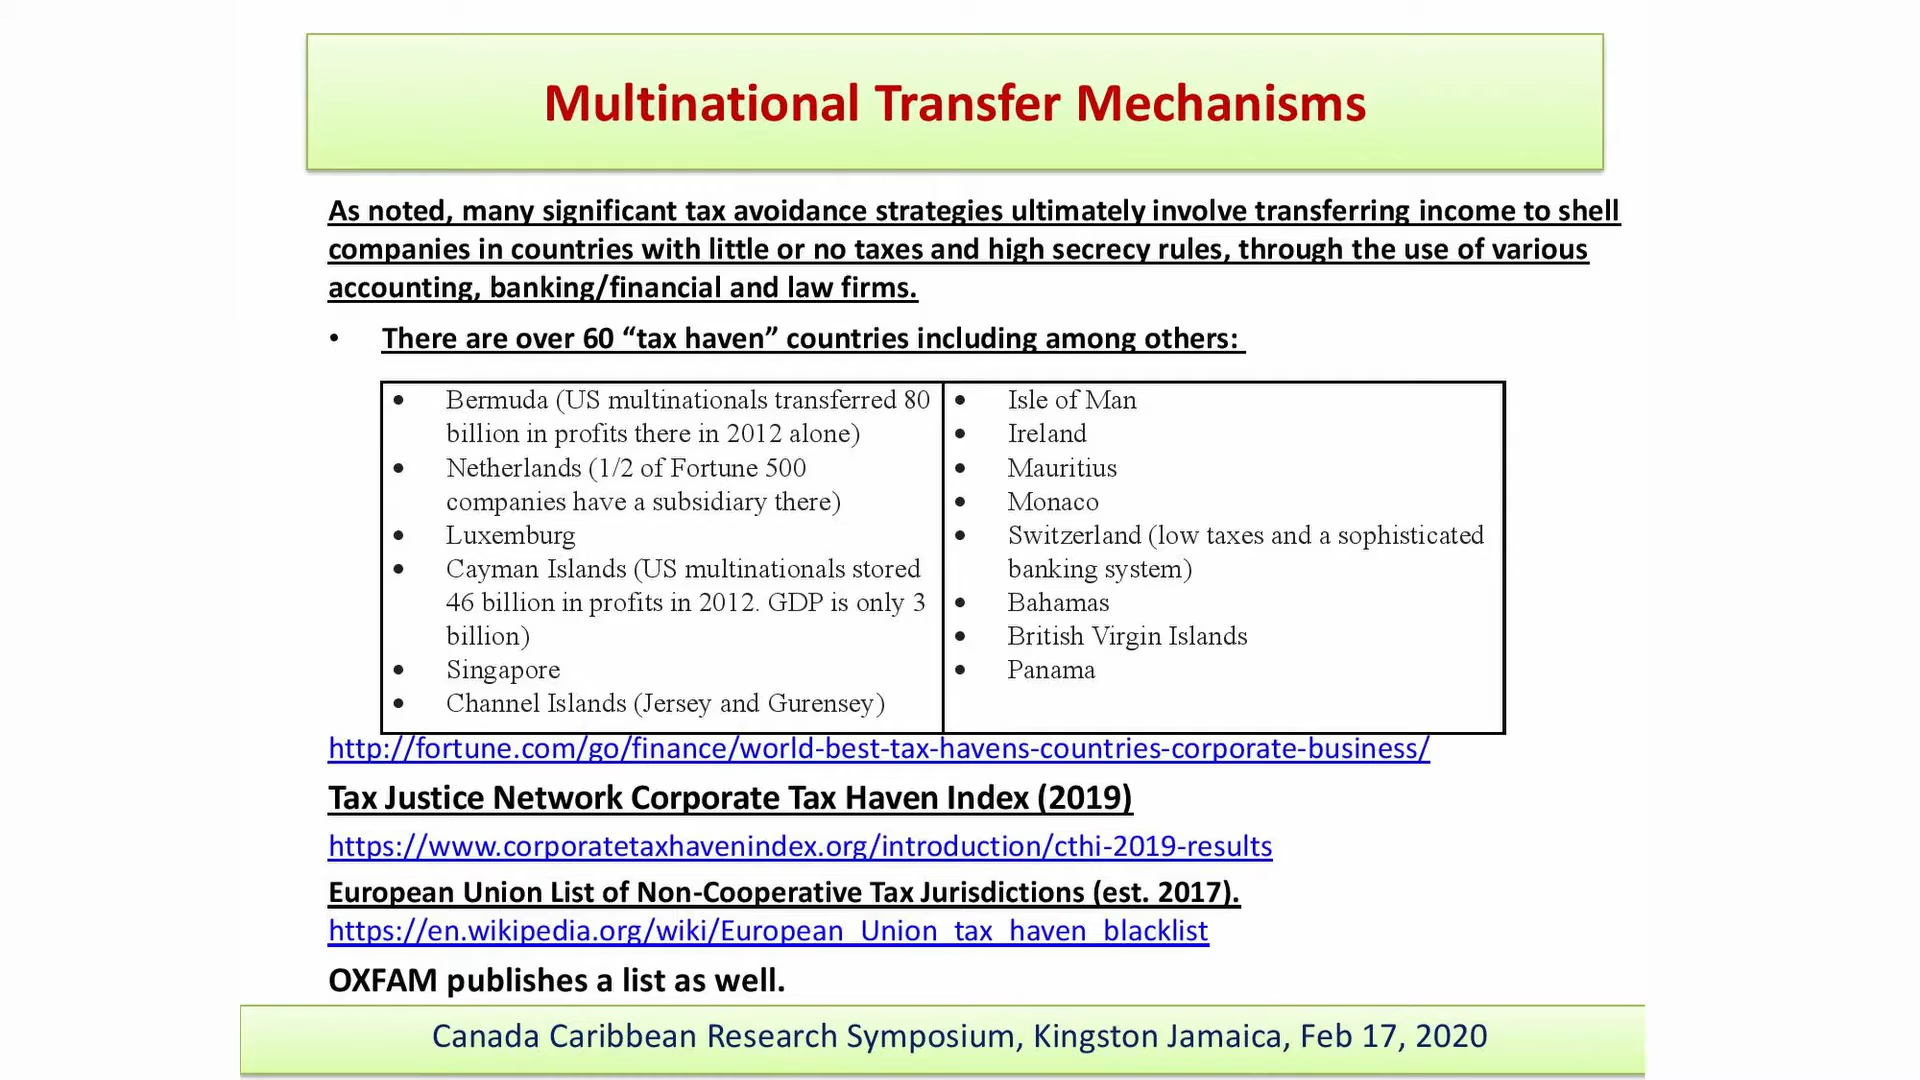 Multinational Transfer Mechanisms
As noted, many significant tax avoidance strategies ultimately involve transferring income to shell
companies in countries with little or no taxes and high secrecy rules, through the use of various
accounting, banking/financial and law firms.
• There are over 60 “tax haven” countries including among others:
• Bermuda (US multinationals transferred 80
billion in profits there in 2012 alone)
• Netherlands (1/2 of Fortune 500
companies have a subsidiary there)
• Luxemburg
• Cayman Islands (US multinationals stored
46 billion in profits in 2012. GDP is only 3
billion)
• Singapore
• Channel Islands (Jersey and Gurensey)
• Isle of Man
• Ireland
• Mauritius
• Monaco
• Switzerland (low taxes and a sophisticated
banking system)
• Bahamas
• British Virgin Islands
• Panama
http://fortune.com/go/finance/world-best-tax-havens-countries-corporate-business/
Tax Justice Network Corporate Tax Haven Index (2019)
https://www.corporatetaxhavenindex.org/introduction/cthi-2019-results
European Union List of Non-Cooperative Tax Jurisdictions (est. 2017).
https://en.wikipedia.org/wiki/European_Union_tax_haven_blacklist
OXFAM publishes a list as well.
Canada Caribbean Research Symposium, Kingston Jamaica, Feb 17, 2020